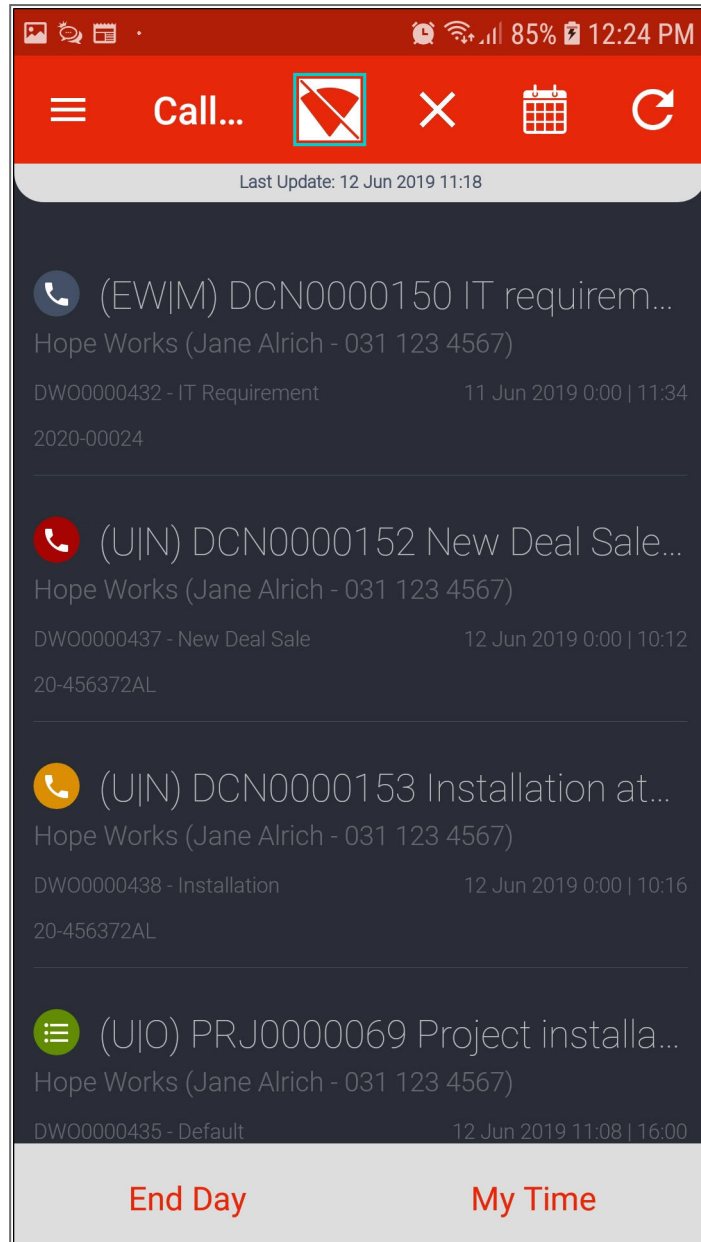 85% 12:24 PM
Call...
Last Update: 12 Jun 2019 11:18
(EW|M) DCN0000150 IT requirem...
Hope Works (Jane Alrich - 031 123 4567)
DWO0000432 - IT Requirement 11 Jun 2019 0:00 | 11:34
2020-00024
(U|N) DCN0000152 New Deal Sale...
Hope Works (Jane Alrich - 031 123 4567)
DWO0000437 - New Deal Sale 12 Jun 2019 0:00 | 10:12
20-456372AL
(U|N) DCN0000153 Installation at...
Hope Works (Jane Alrich - 031 123 4567)
DWO0000438 - Installation 12 Jun 2019 0:00 | 10:16
20-456372AL
(U|O) PRJ0000069 Project installa...
Hope Works (Jane Alrich - 031 123 4567)
DWO0000435 - Default 12 Jun 2019 11:08 | 16:00
End Day My Time